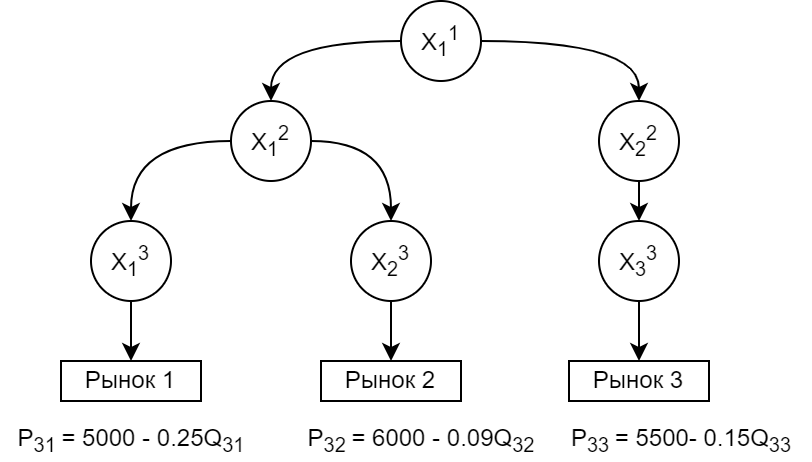 X₁¹
X₁² X₂²
X₁³ X₂³ X₃³
Рынок 1 Рынок 2 Рынок 3
P₃₁ = 5000 - 0.25Q₃₁ P₃₂ = 6000 - 0.09Q₃₂ P₃₃ = 5500- 0.15Q₃₃